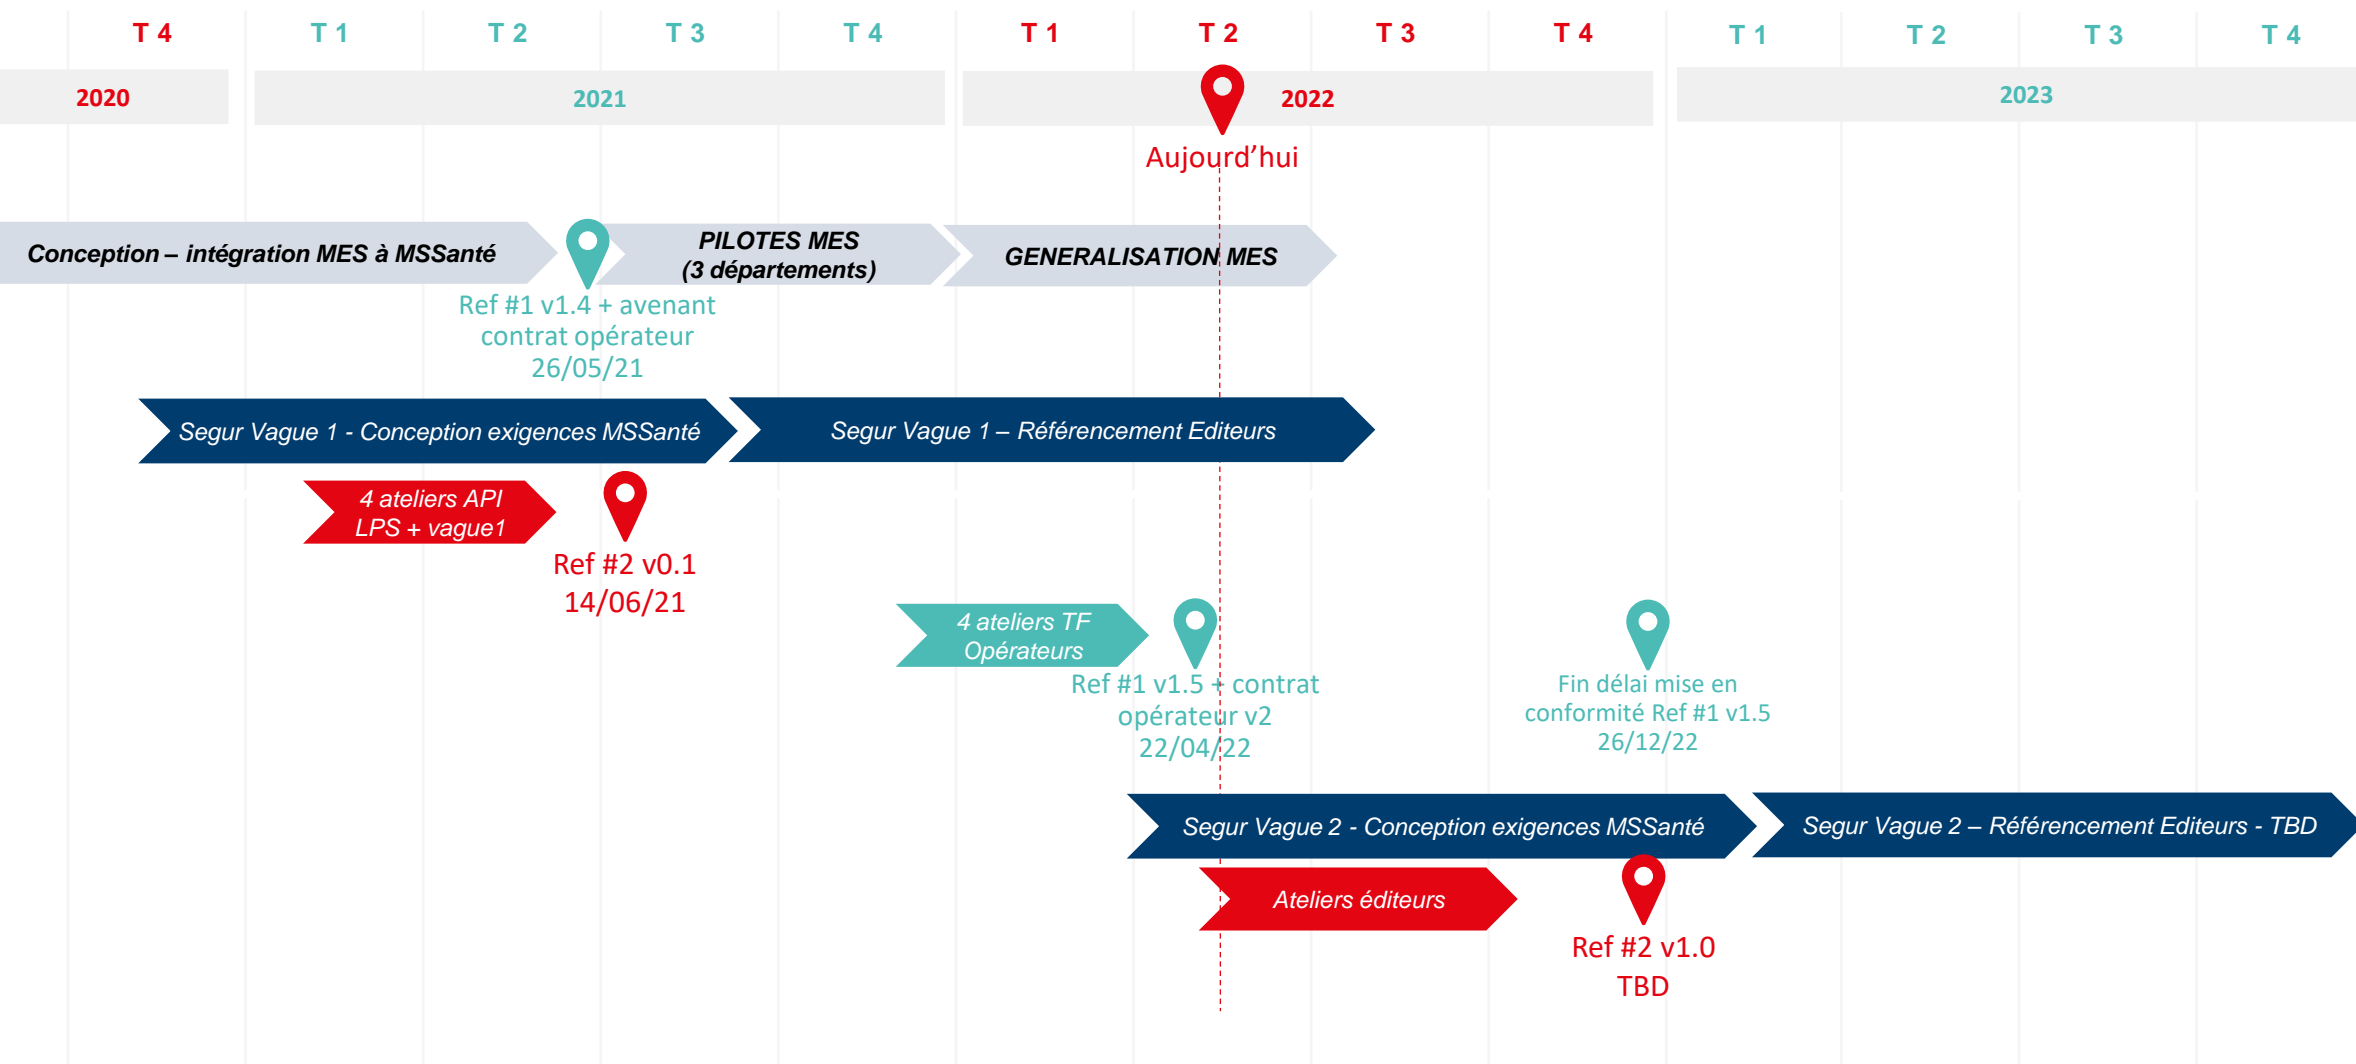 T 4
T 1
T 2
T 3
T 4
T 1
T 2
T 3
T 4
T 1
T 2
T 3
T 4
2020
2021
2022
2023
Aujourd’hui
Conception – intégration MES à MSSanté
PILOTES MES
(3 départements)
GENERALISATION MES
Ref #1 v1.4 + avenant
contrat opérateur
26/05/21
Segur Vague 1 - Conception exigences MSSanté
Segur Vague 1 – Référencement Editeurs
4 ateliers API
LPS + vague1
Ref #2 v0.1
14/06/21
4 ateliers TF
Opérateurs
Ref #1 v1.5 + contrat
opérateur v2
22/04/22
Fin délai mise en
conformité Ref #1 v1.5
26/12/22
Segur Vague 2 - Conception exigences MSSanté
Segur Vague 2 – Référencement Editeurs - TBD
Ateliers éditeurs
Ref #2 v1.0
TBD